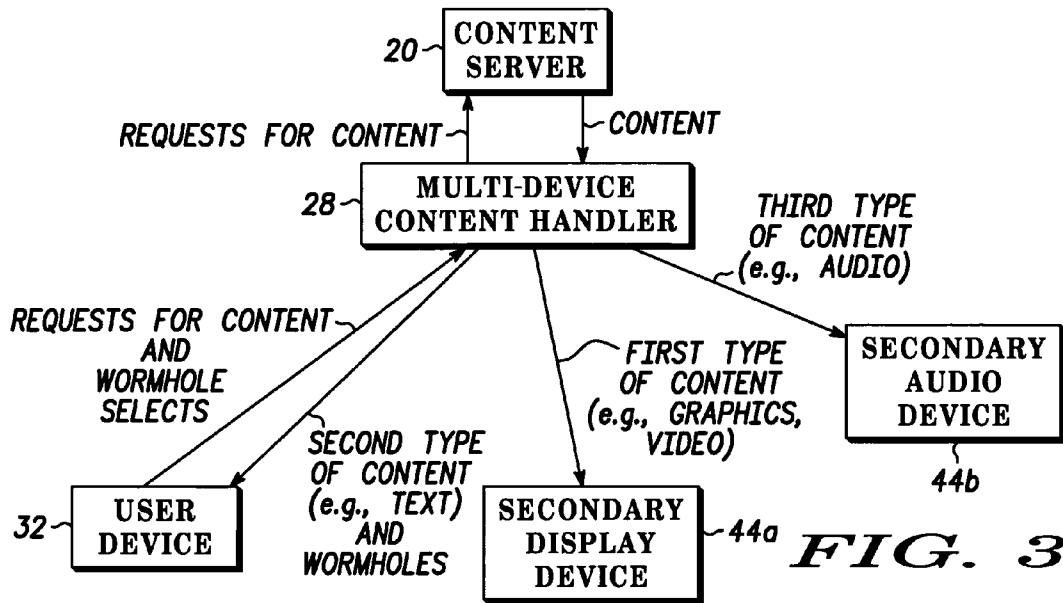 20
CONTENT
SERVER
REQUESTS FOR CONTENT
CONTENT
28
MULTI-DEVICE
CONTENT HANDLER
THIRD TYPE
OF CONTENT
(e.g., AUDIO)
REQUESTS FOR CONTENT
AND
WORMHOLE
SELECTS
FIRST TYPE
OF CONTENT
(e.g., GRAPHICS,
VIDEO)
SECONDARY
AUDIO
DEVICE
44b
SECOND TYPE
OF CONTENT
(e.g., TEXT)
AND
WORMHOLES
32
USER
DEVICE
SECONDARY
DISPLAY
DEVICE
44a
FIG. 3